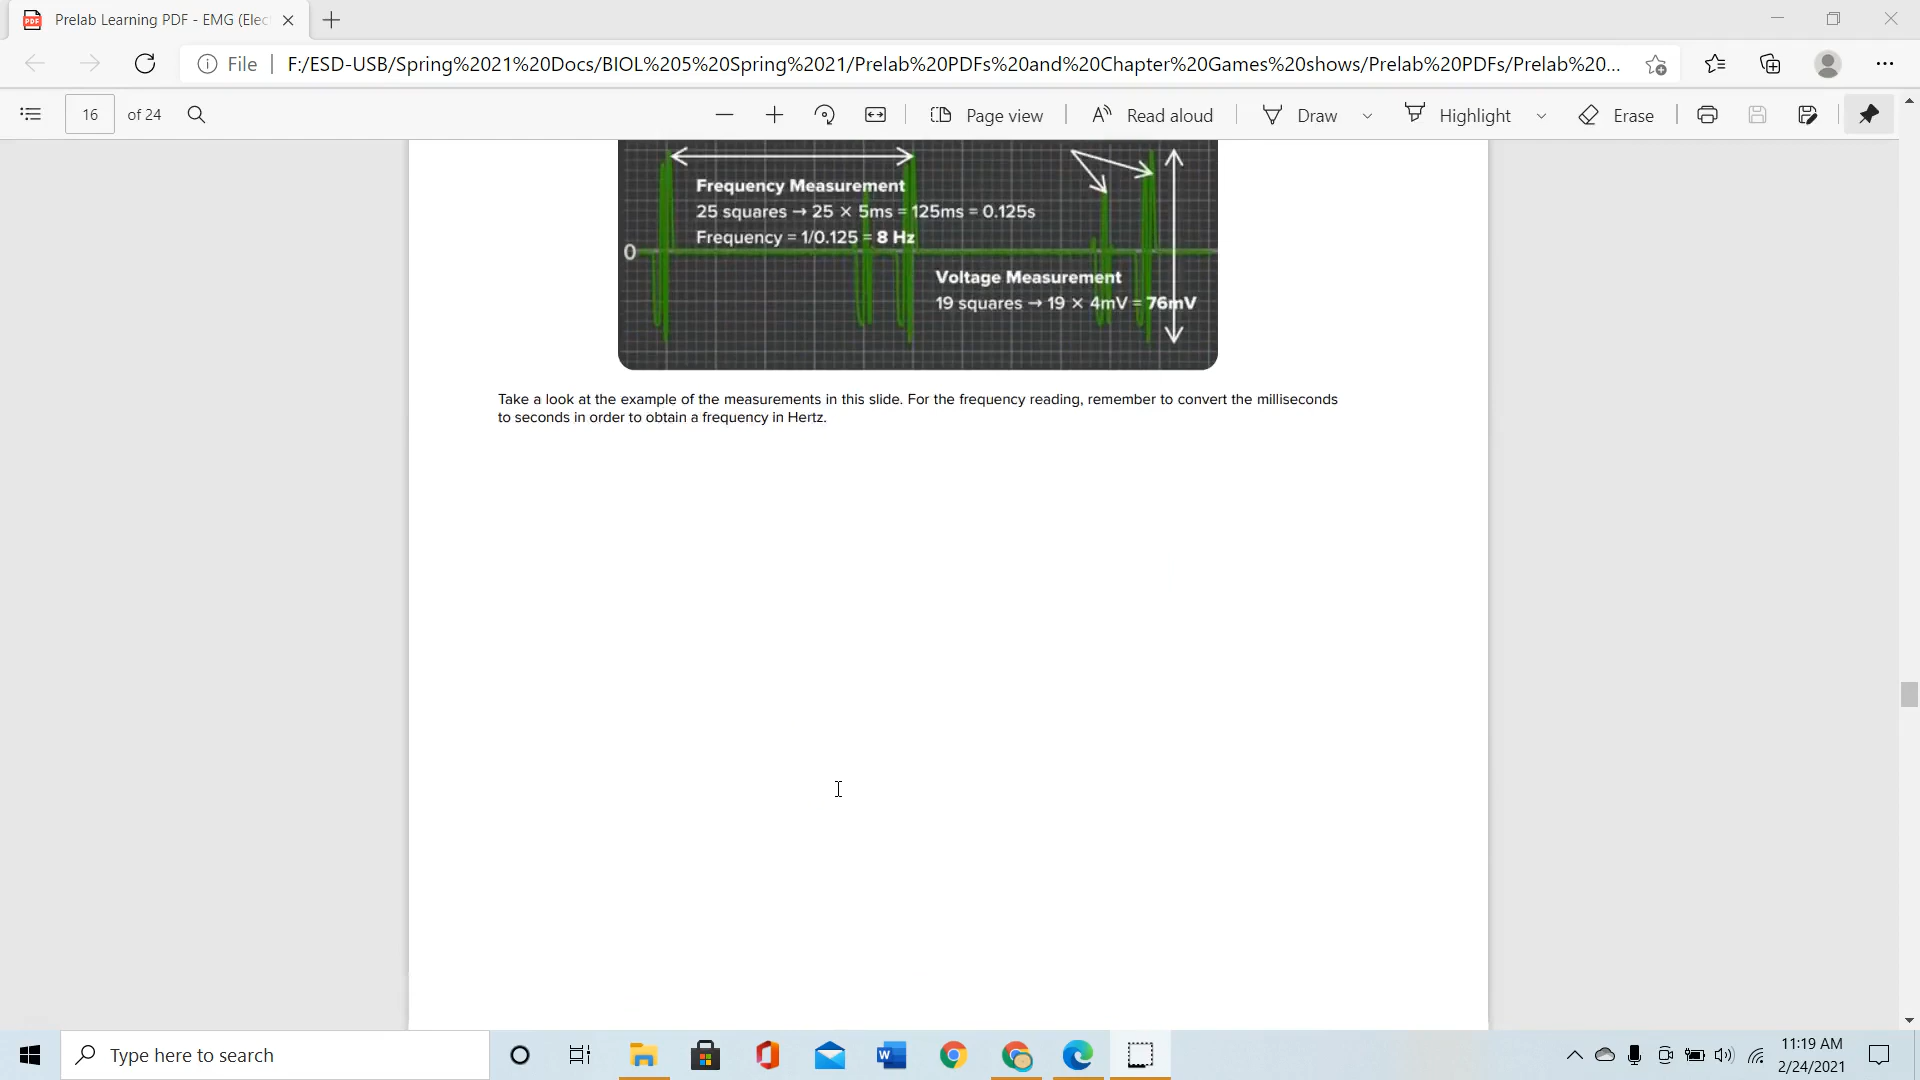 Prelab Learning PDF - EMG (Elec
File
F:/ESD-USB/Spring%2021%20Docs/BIOL%205%20Spring%2021/Prelab%20PDFs%20and%20Chapter%20Games%20shows/Prelab%20PDFs/Prelab%20...
16 of 24
Page view
Read aloud
Draw
Highlight
Erase
Frequency Measurement
25 squares → 25 × 5ms = 125ms = 0.125s
Frequency = 1/0.125 = 8 Hz
0
Voltage Measurement
19 squares → 19 × 4mV = 76mV
Take a look at the example of the measurements in this slide. For the frequency reading, remember to convert the milliseconds
to seconds in order to obtain a frequency in Hertz.
Type here to search
11:19 AM
2/24/2021